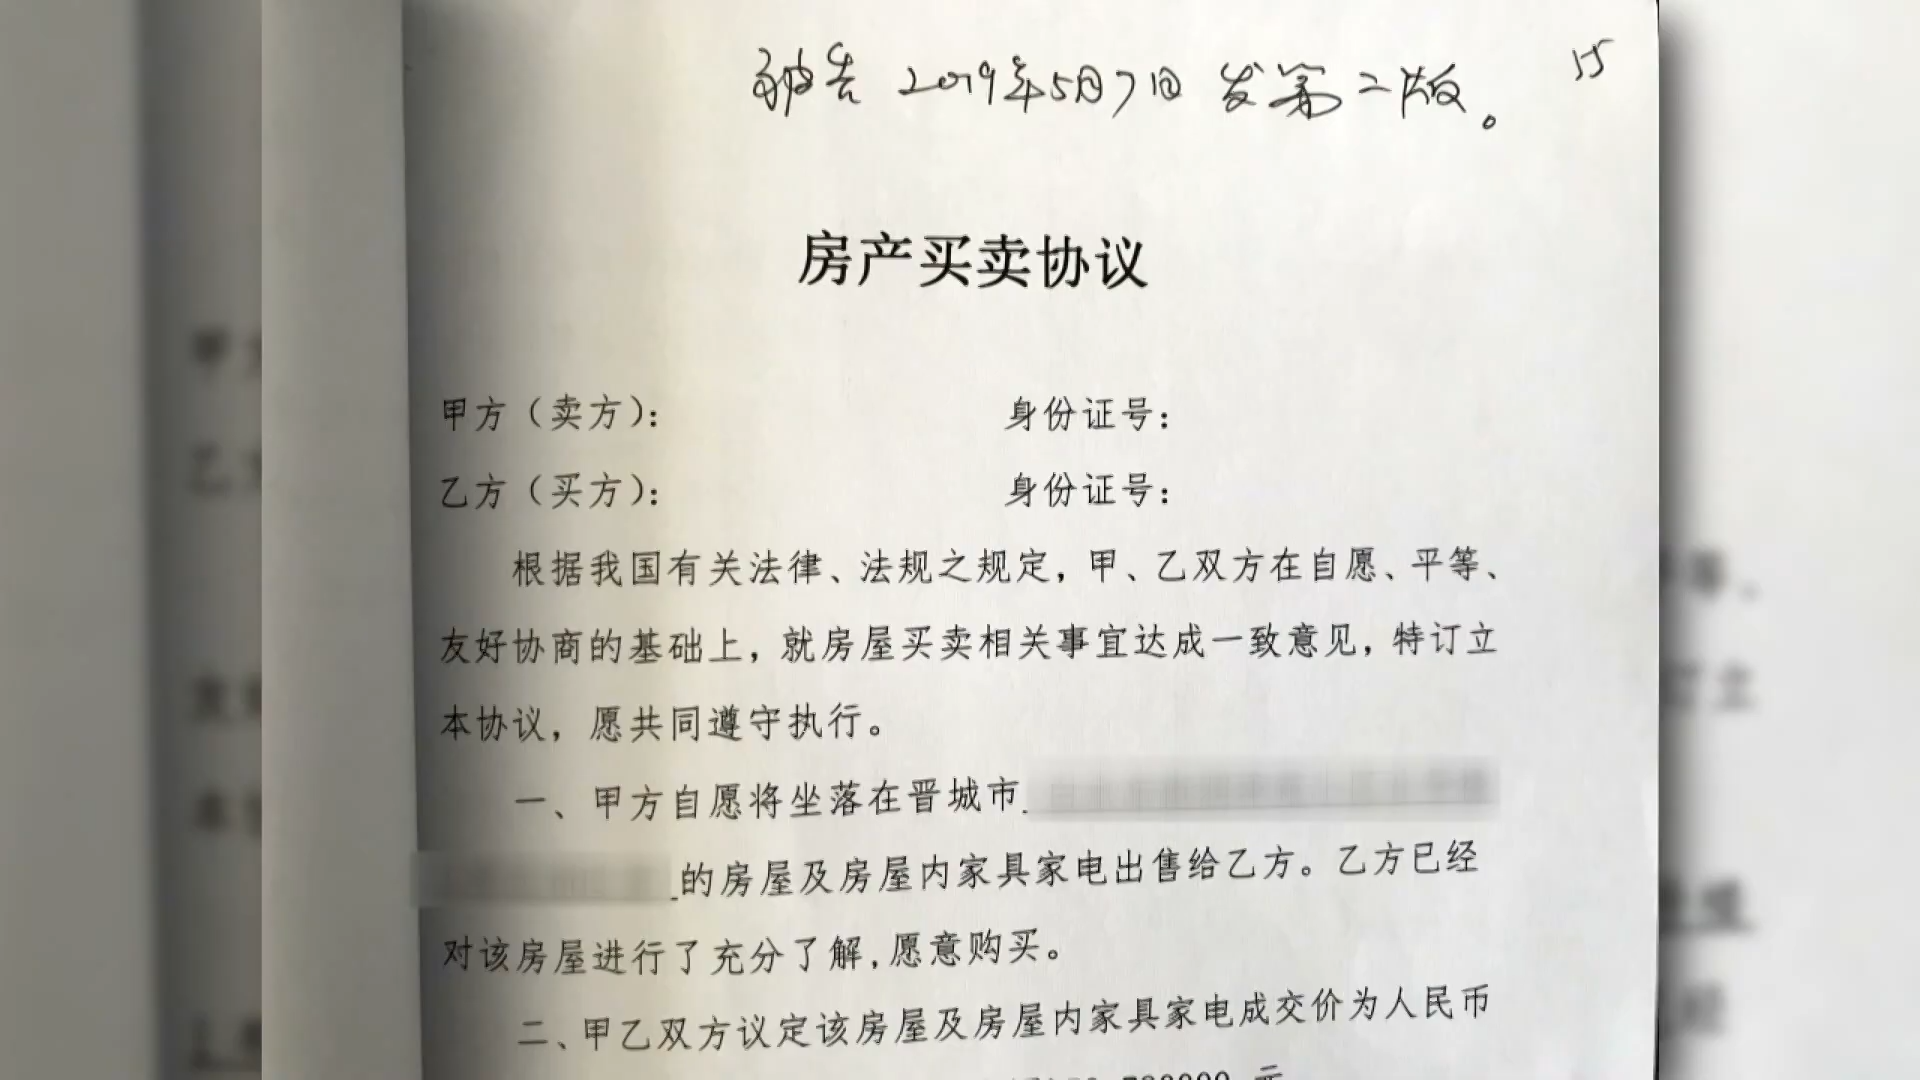 被告 2019年5月7日 发第二版。
15
房产买卖协议
甲方（卖方）： 身份证号：
乙方（买方）： 身份证号：
根据我国有关法律、法规之规定，甲、乙双方在自愿、平等、
友好协商的基础上，就房屋买卖相关事宜达成一致意见，特订立
本协议，愿共同遵守执行。
一、甲方自愿将坐落在晋城市
的房屋及房屋内家具家电出售给乙方。乙方已经
对该房屋进行了充分了解，愿意购买。
二、甲乙双方议定该房屋及房屋内家具家电成交价为人民币
元